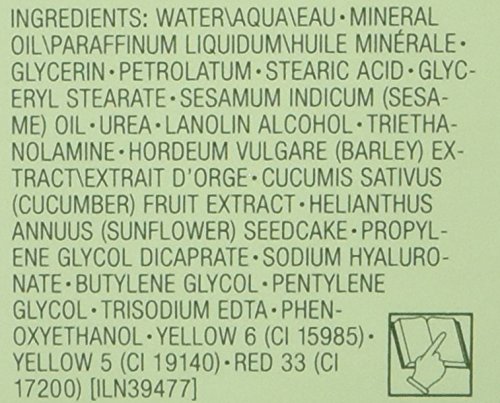 INGREDIENTS: WATER\AQUA\EAU • MINERAL
OIL\PARAFFINUM LIQUIDUM\HUILE MINÉRALE •
GLYCERIN • PETROLATUM • STEARIC ACID • GLYC-
ERYL STEARATE • SESAMUM INDICUM (SESA-
ME) OIL • UREA • LANOLIN ALCOHOL • TRIETHA-
NOLAMINE • HORDEUM VULGARE (BARLEY) EX-
TRACT\EXTRAIT D'ORGE • CUCUMIS SATIVUS
(CUCUMBER) FRUIT EXTRACT • HELIANTHUS
ANNUUS (SUNFLOWER) SEEDCAKE • PROPYL-
ENE GLYCOL DICAPRATE • SODIUM HYALURO-
NATE • BUTYLENE GLYCOL • PENTYLENE
GLYCOL • TRISODIUM EDTA • PHEN-
OXYETHANOL • YELLOW 6 (CI 15985) •
YELLOW 5 (CI 19140) • RED 33 (CI
17200) [ILN39477]